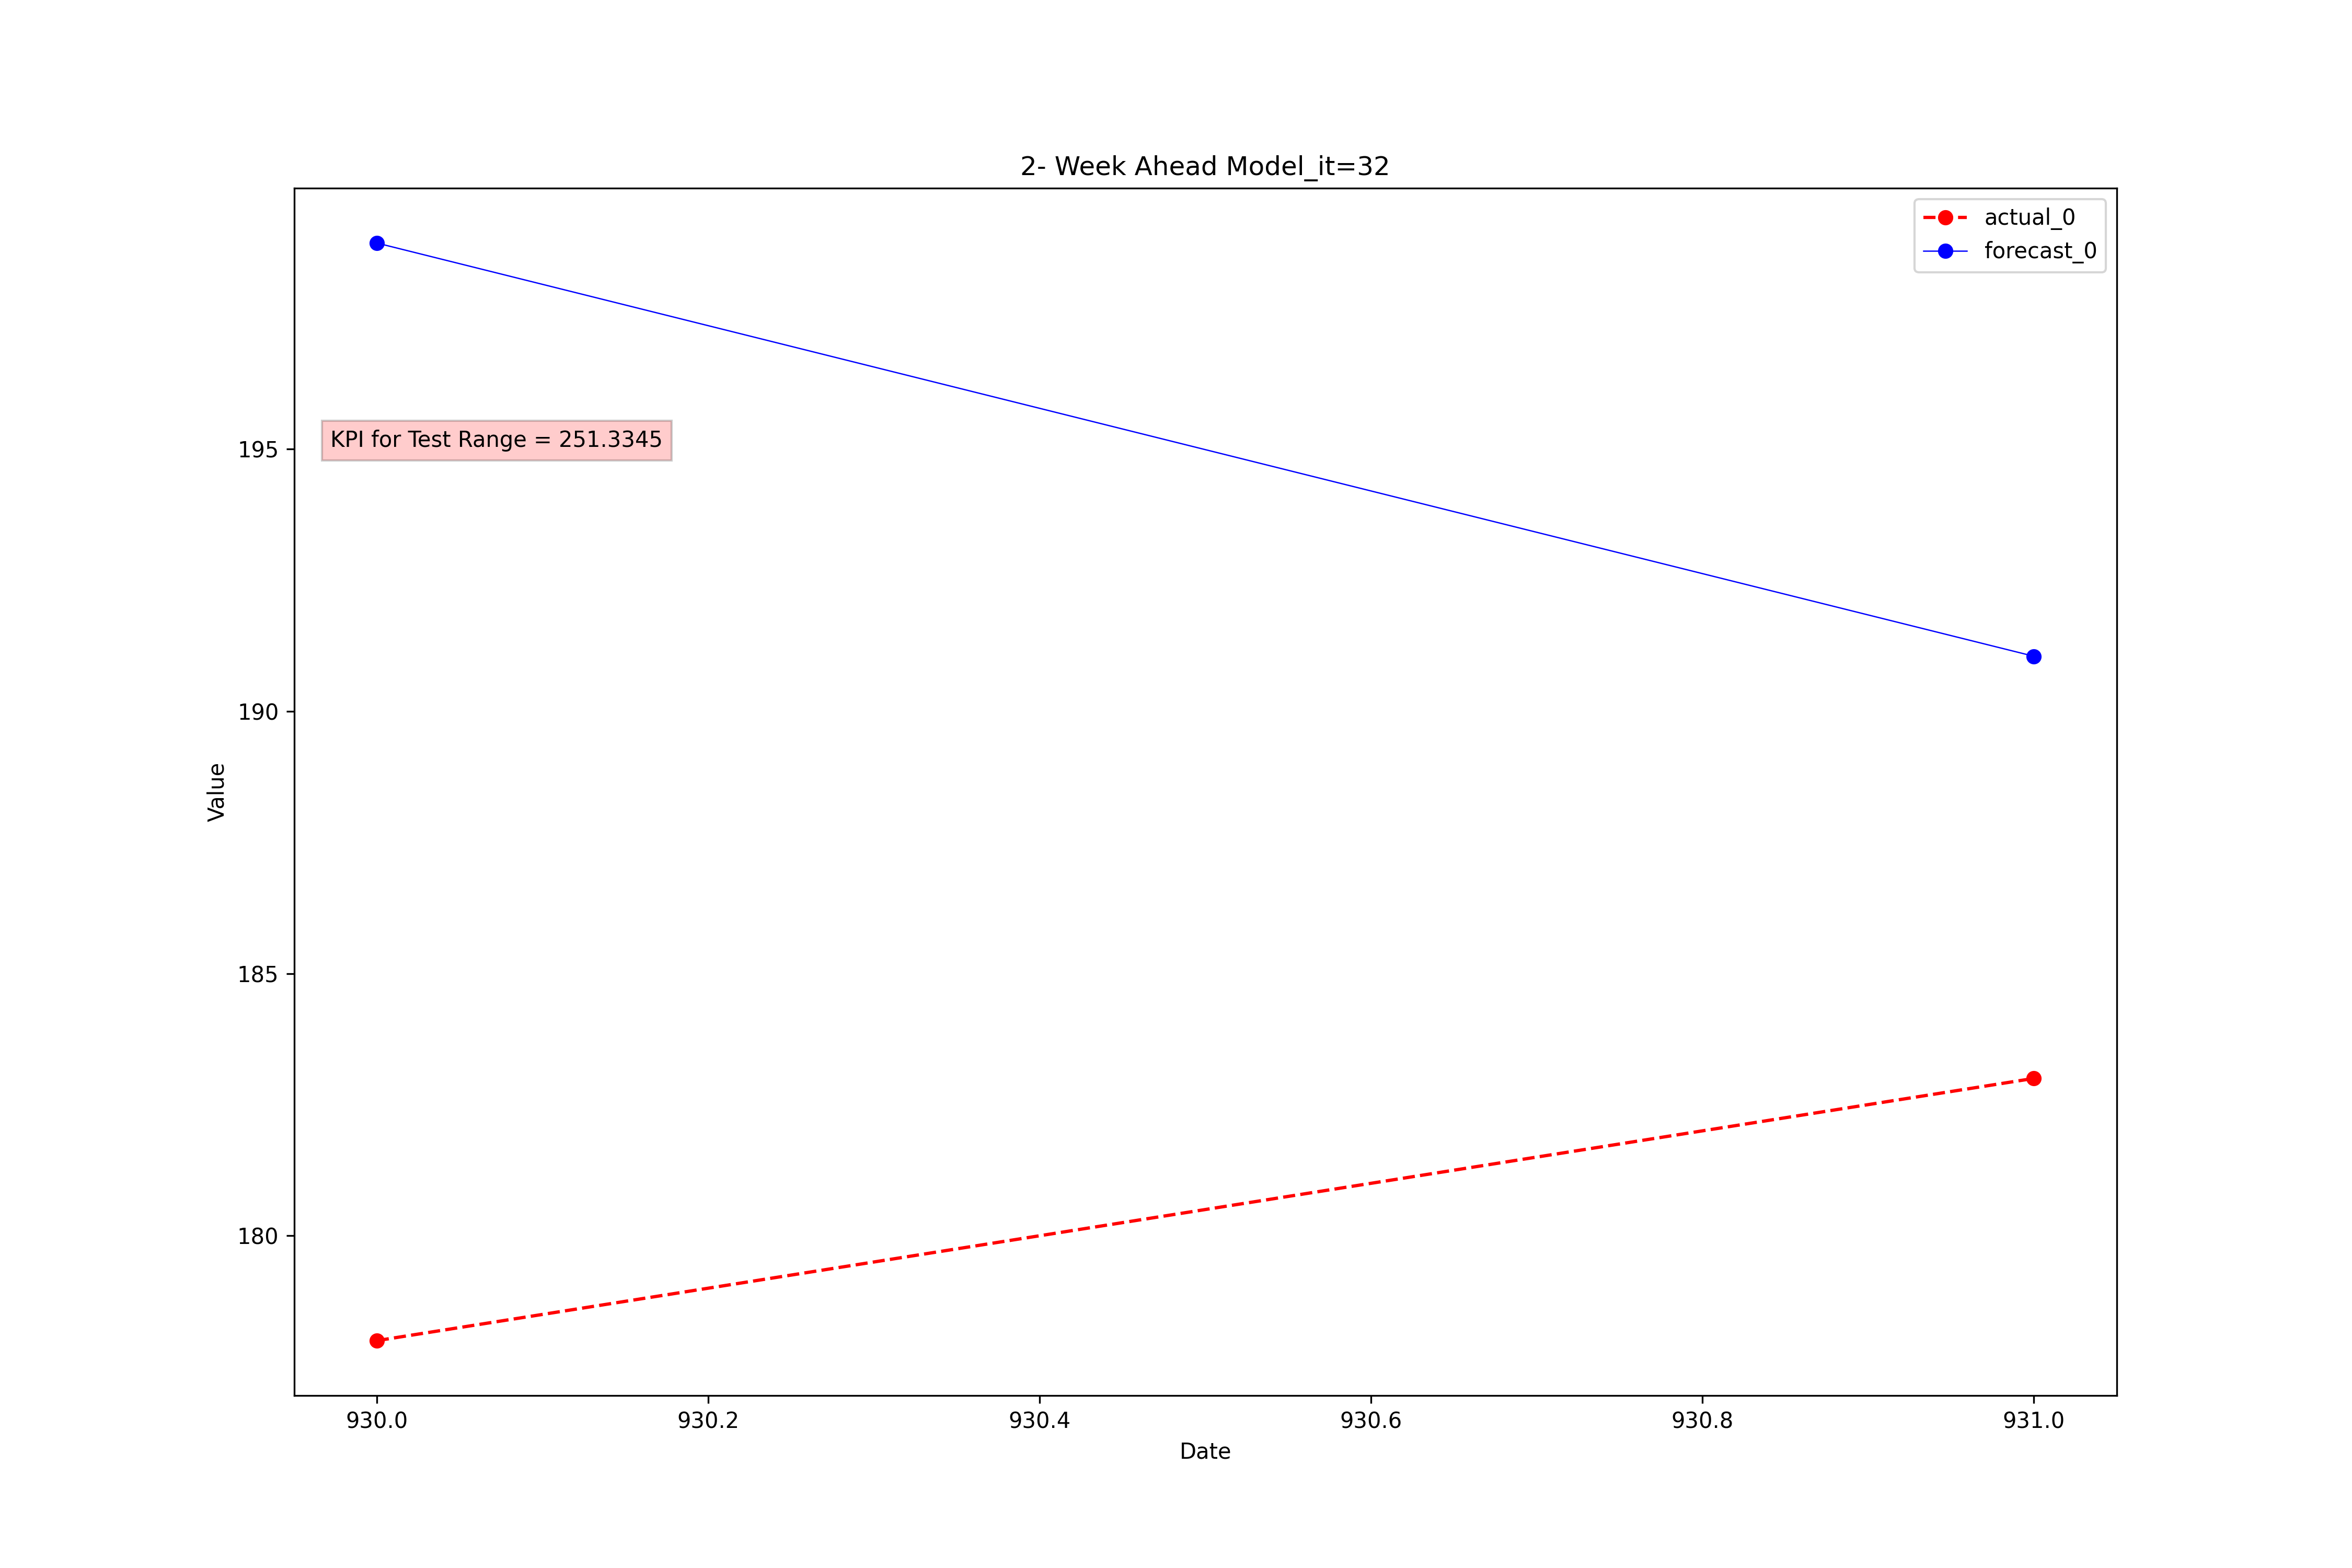 2- Week Ahead Model_it=32
actual_0
forecast_0
KPI for Test Range = 251.3345
195
190
185
180
Value
930.0 930.2 930.4 930.6 930.8 931.0
Date